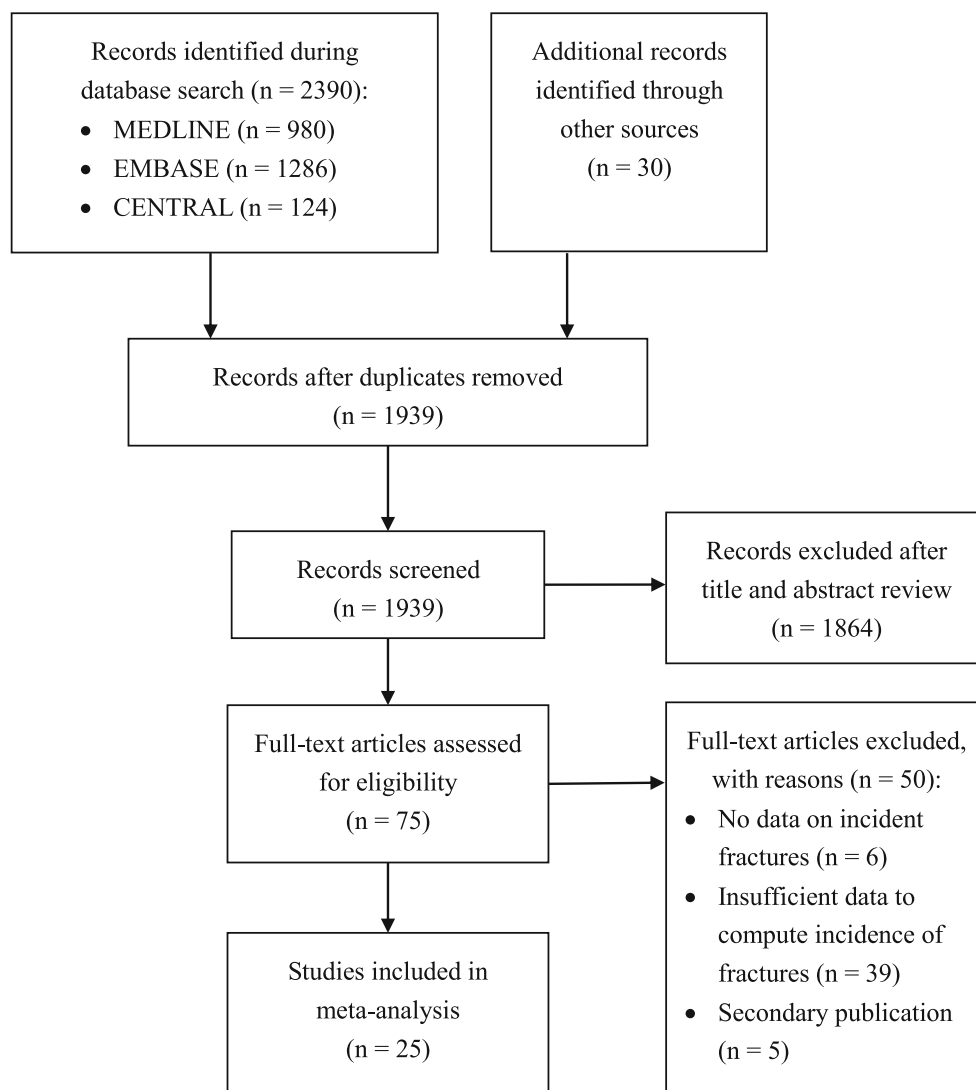 Records identified during
database search (n = 2390):
• MEDLINE (n = 980)
• EMBASE (n = 1286)
• CENTRAL (n = 124)
Additional records
identified through
other sources
(n = 30)
Records after duplicates removed
(n = 1939)
Records screened
(n = 1939)
Records excluded after
title and abstract review
(n = 1864)
Full-text articles assessed
for eligibility
(n = 75)
Full-text articles excluded,
with reasons (n = 50):
• No data on incident
fractures (n = 6)
• Insufficient data to
compute incidence of
fractures (n = 39)
• Secondary publication
(n = 5)
Studies included in
meta-analysis
(n = 25)